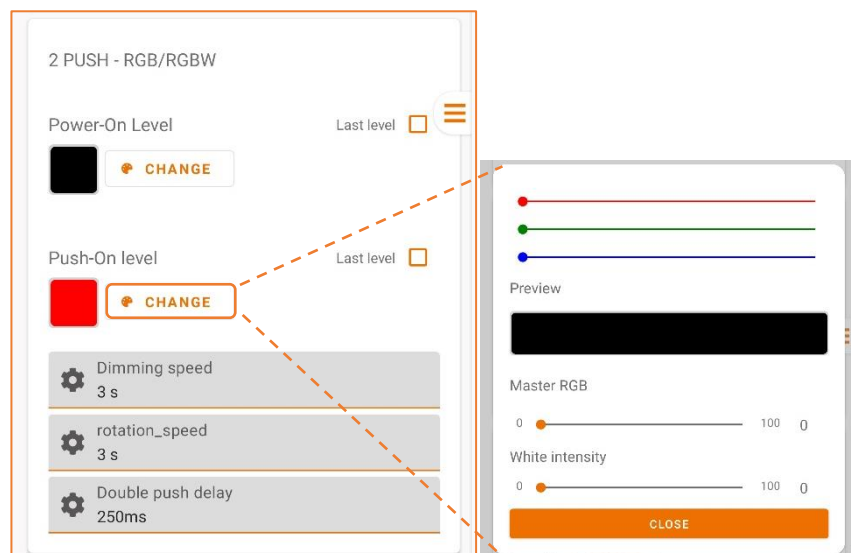 2 PUSH - RGB/RGBW
Power-On Level
Last level
CHANGE
Push-On level
Last level
CHANGE
Dimming speed
3 s
rotation_speed
3 s
Double push delay
250ms
Preview
Master RGB
0 100 0
White intensity
0 100 0
CLOSE